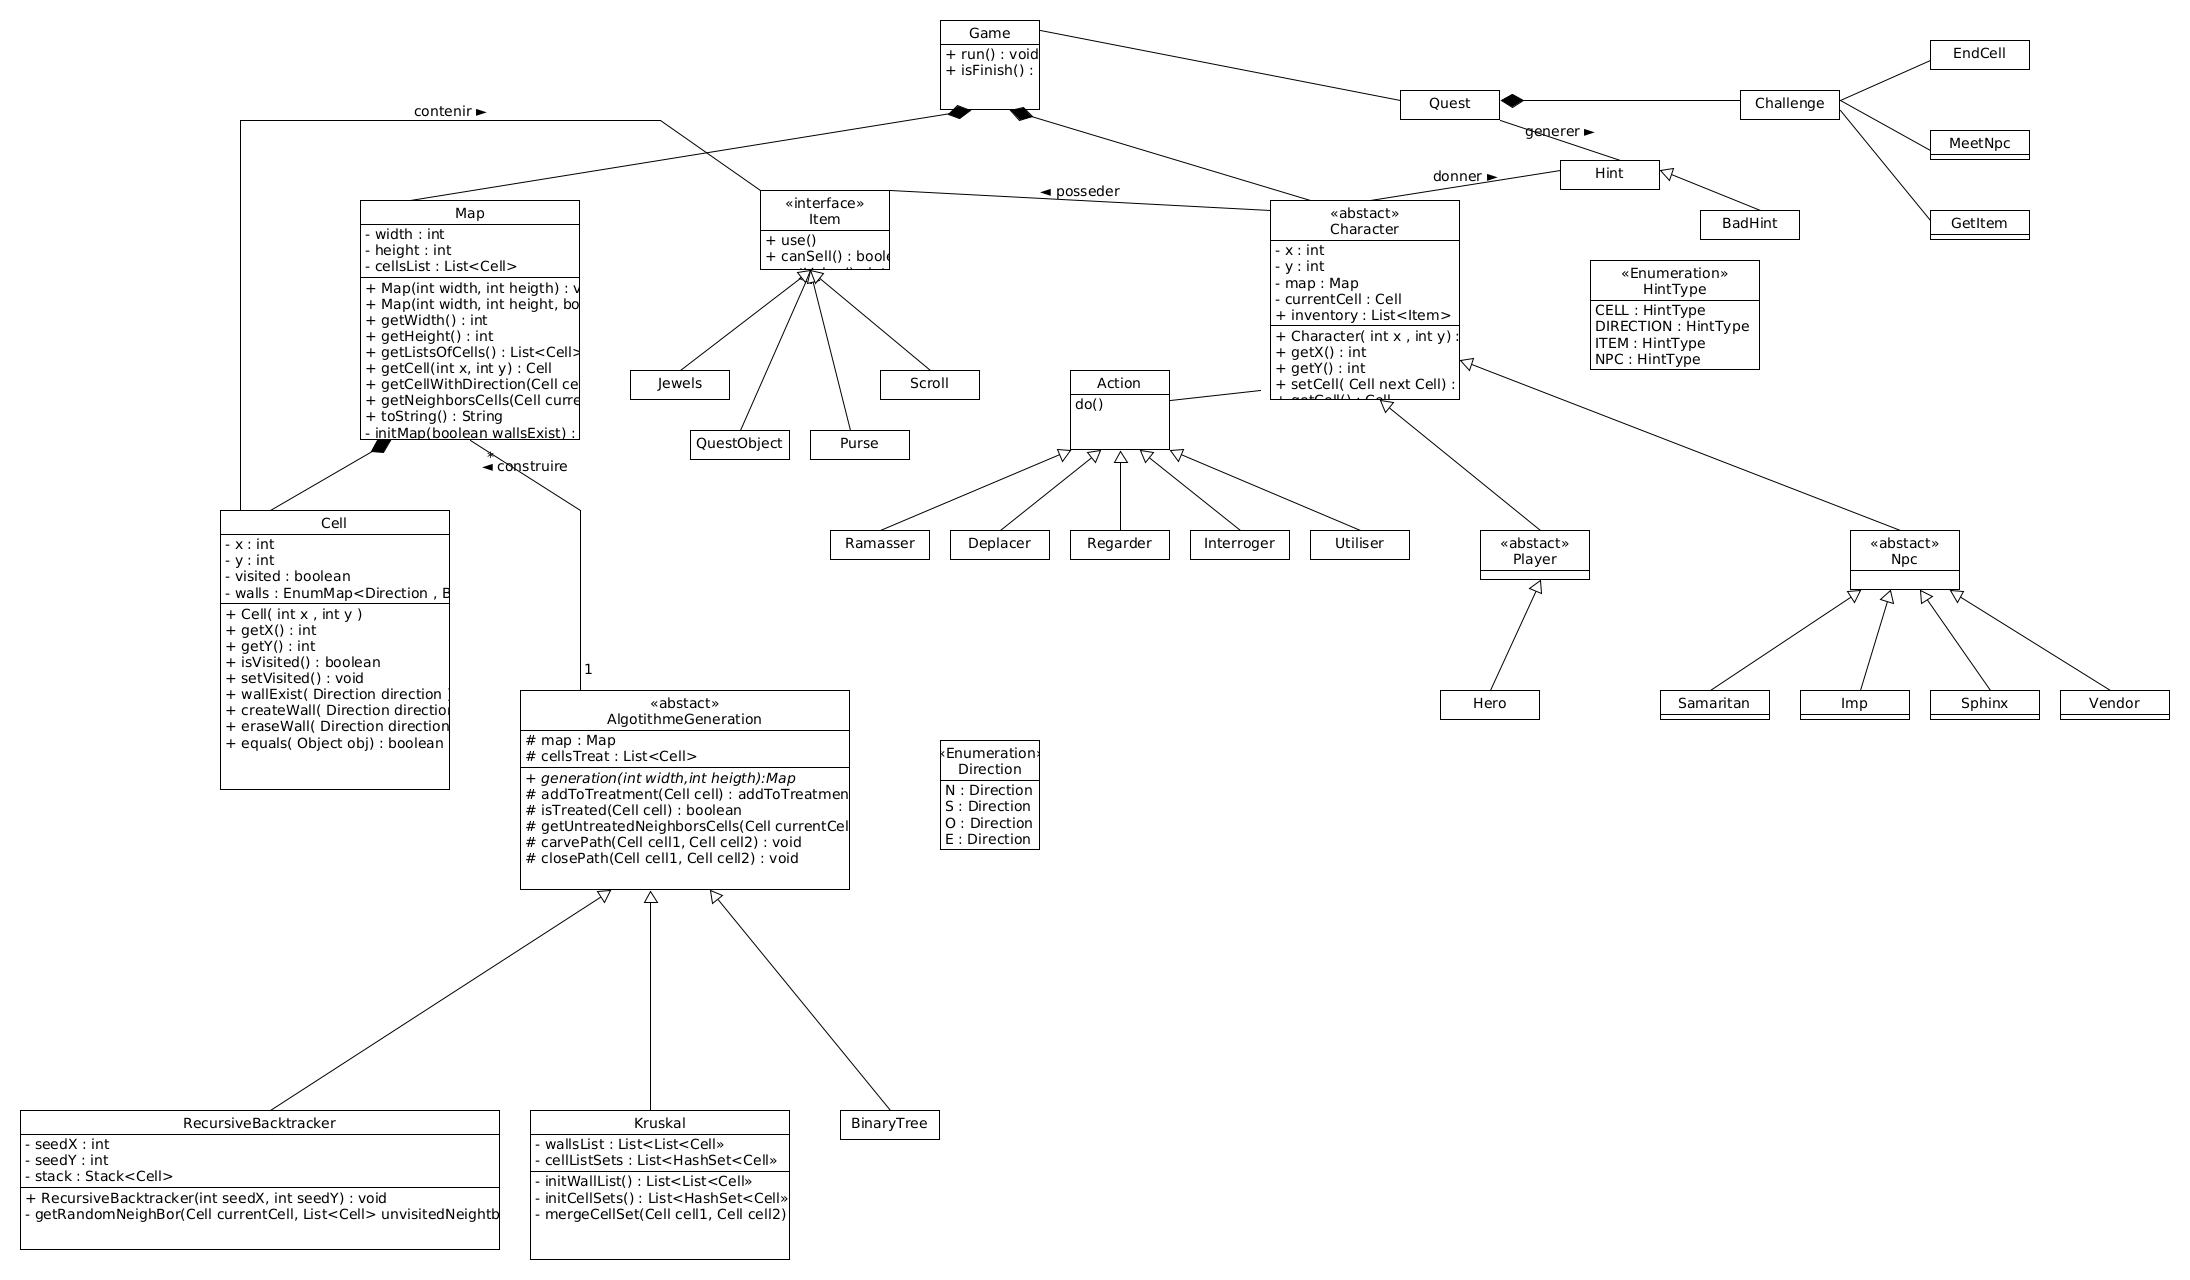 Game
+ run() : void
+ isFinish() :
EndCell
Quest
Challenge
contenir ►
generer ►
MeetNpc
Hint
donner ►
◄ posseder
BadHint
GetItem
Map
- width : int
- height : int
- cellsList : List<Cell>
+ Map(int width, int heigth) : v
+ Map(int width, int height, bo
+ getWidth() : int
+ getHeight() : int
+ getListsOfCells() : List<Cell>
+ getCell(int x, int y) : Cell
+ getCellWithDirection(Cell ce
+ getNeighborsCells(Cell curre
+ toString() : String
- initMap(boolean wallsExist) :
«interface»
Item
+ use()
+ canSell() : boole
«abstact»
Character
- x : int
- y : int
- map : Map
- currentCell : Cell
+ inventory : List<Item>
+ Character( int x , int y) :
+ getX() : int
+ getY() : int
+ setCell( Cell next Cell) :
+ getCell() : Cell
«Enumeration»
HintType
CELL : HintType
DIRECTION : HintType
ITEM : HintType
NPC : HintType
Jewels
Scroll
QuestObject
Purse
Action
do()
*
◄ construire
Cell
- x : int
- y : int
- visited : boolean
- walls : EnumMap<Direction , B
+ Cell( int x , int y )
+ getX() : int
+ getY() : int
+ isVisited() : boolean
+ setVisited() : void
+ wallExist( Direction direction )
+ createWall( Direction direction
+ eraseWall( Direction direction
+ equals( Object obj) : boolean
Ramasser
Deplacer
Regarder
Interroger
Utiliser
«abstact»
Player
«abstact»
Npc
1
Hero
Samaritan
Imp
Sphinx
Vendor
«abstact»
AlgotithmeGeneration
# map : Map
# cellsTreat : List<Cell>
+ generation(int width,int heigth):Map
# addToTreatment(Cell cell) : addToTreatmen
# isTreated(Cell cell) : boolean
# getUntreatedNeighborsCells(Cell currentCel
# carvePath(Cell cell1, Cell cell2) : void
# closePath(Cell cell1, Cell cell2) : void
«Enumeration»
Direction
N : Direction
S : Direction
O : Direction
E : Direction
RecursiveBacktracker
- seedX : int
- seedY : int
- stack : Stack<Cell>
+ RecursiveBacktracker(int seedX, int seedY) : void
- getRandomNeighBor(Cell currentCell, List<Cell> unvisitedNeightb
Kruskal
- wallsList : List<List<Cell»
- cellListSets : List<HashSet<Cell»
- initWallList() : List<List<Cell»
- initCellSets() : List<HashSet<Cell»
- mergeCellSet(Cell cell1, Cell cell2)
BinaryTree